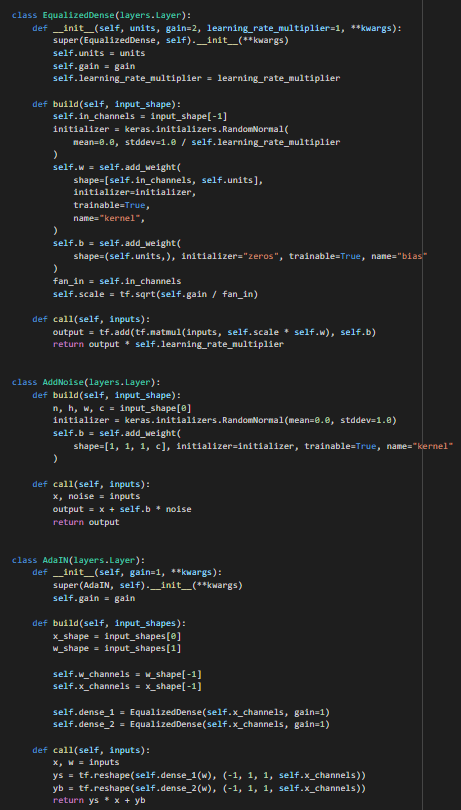 class EqualizedDense(layers.Layer):
    def __init__(self, units, gain=2, learning_rate_multiplier=1, **kwargs):
        super(EqualizedDense, self).__init__(**kwargs)
        self.units = units
        self.gain = gain
        self.learning_rate_multiplier = learning_rate_multiplier

    def build(self, input_shape):
        self.in_channels = input_shape[-1]
        initializer = keras.initializers.RandomNormal(
            mean=0.0, stddev=1.0 / self.learning_rate_multiplier
        )
        self.w = self.add_weight(
            shape=[self.in_channels, self.units],
            initializer=initializer,
            trainable=True,
            name="kernel",
        )
        self.b = self.add_weight(
            shape=(self.units,), initializer="zeros", trainable=True, name="bias"
        )
        fan_in = self.in_channels
        self.scale = tf.sqrt(self.gain / fan_in)

    def call(self, inputs):
        output = tf.add(tf.matmul(inputs, self.scale * self.w), self.b)
        return output * self.learning_rate_multiplier


class AddNoise(layers.Layer):
    def build(self, input_shape):
        n, h, w, c = input_shape[0]
        initializer = keras.initializers.RandomNormal(mean=0.0, stddev=1.0)
        self.b = self.add_weight(
            shape=[1, 1, 1, c], initializer=initializer, trainable=True, name="kernel"
        )

    def call(self, inputs):
        x, noise = inputs
        output = x + self.b * noise
        return output


class AdaIN(layers.Layer):
    def __init__(self, gain=1, **kwargs):
        super(AdaIN, self).__init__(**kwargs)
        self.gain = gain

    def build(self, input_shapes):
        x_shape = input_shapes[0]
        w_shape = input_shapes[1]

        self.w_channels = w_shape[-1]
        self.x_channels = x_shape[-1]

        self.dense_1 = EqualizedDense(self.x_channels, gain=1)
        self.dense_2 = EqualizedDense(self.x_channels, gain=1)

    def call(self, inputs):
        x, w = inputs
        ys = tf.reshape(self.dense_1(w), (-1, 1, 1, self.x_channels))
        yb = tf.reshape(self.dense_2(w), (-1, 1, 1, self.x_channels))
        return ys * x + yb